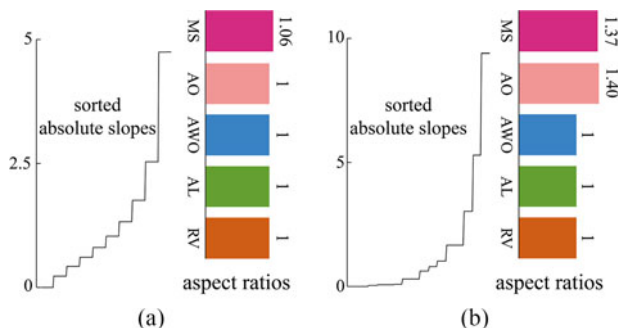 5
2.5
0
sorted
absolute slopes
MS
1.06
AO
1
AWO
1
AL
1
RV
1
aspect ratios
(a)
10
5
0
sorted
absolute slopes
MS
1.37
AO
1.40
AWO
1
AL
1
RV
1
aspect ratios
(b)